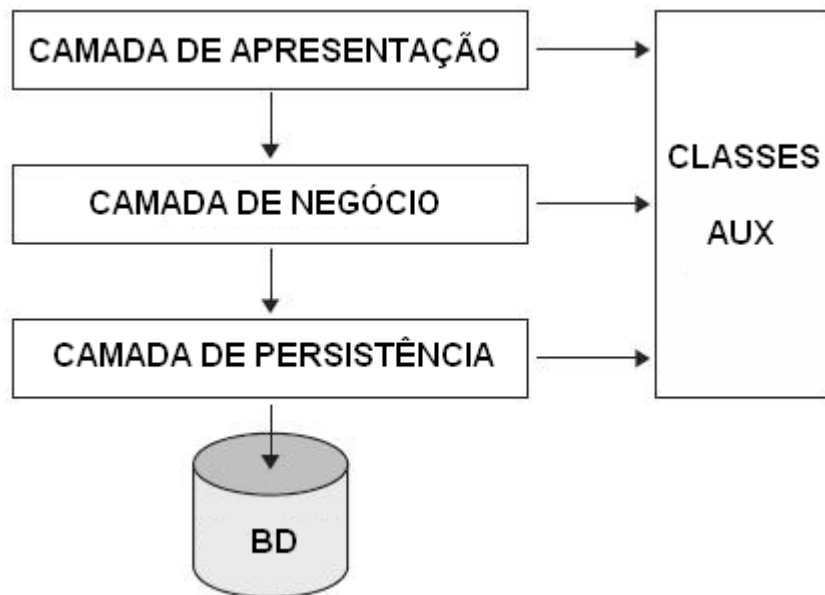 CAMADA DE APRESENTAÇÃO
CLASSES
AUX
CAMADA DE NEGÓCIO
CAMADA DE PERSISTÊNCIA
BD